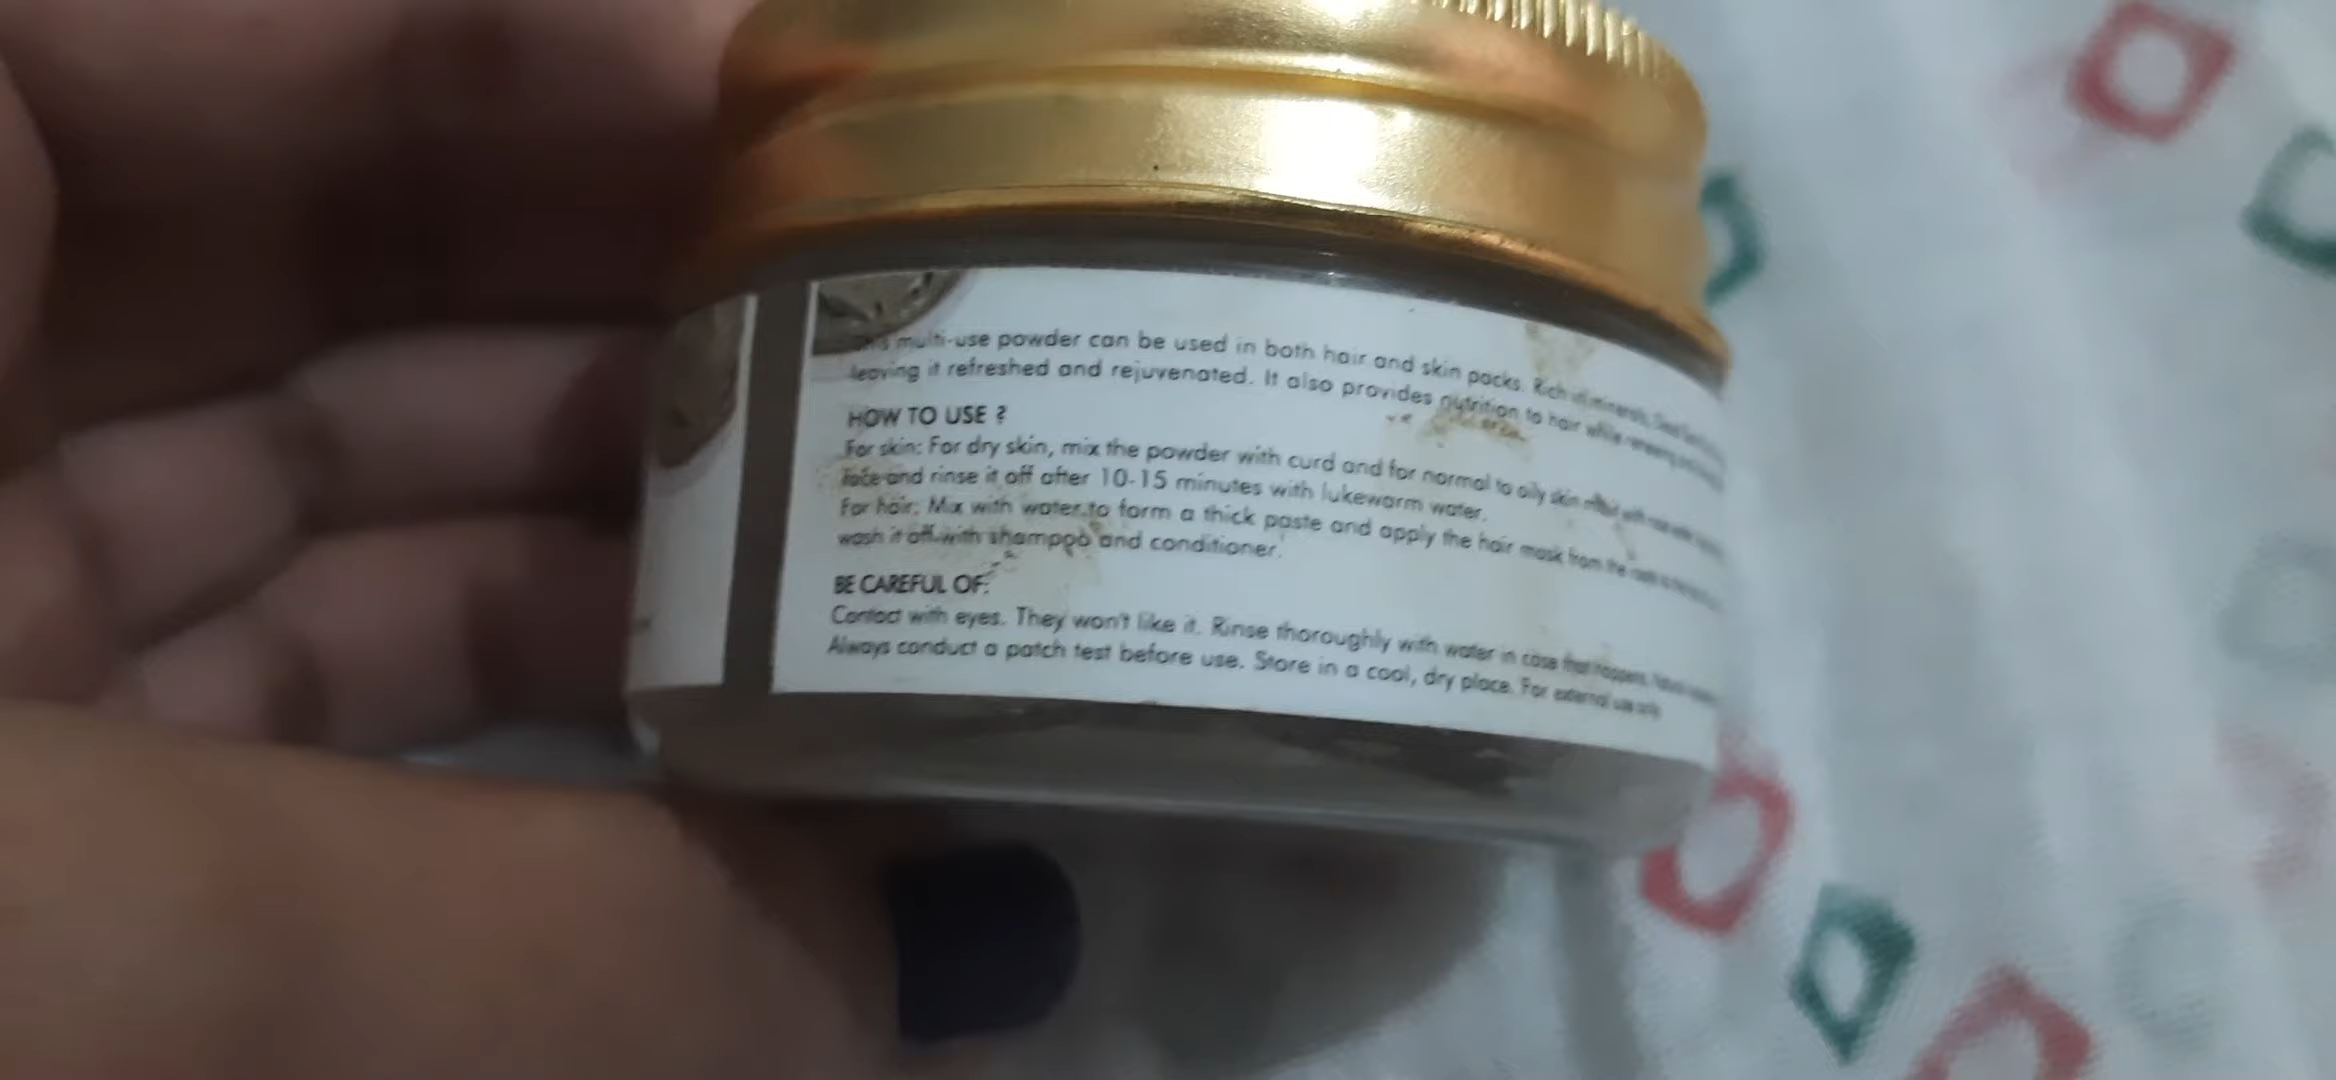 multi-use powder can be used in both hair and skin packs. Rich in minerals,
leaving it refreshed and rejuvenated. It also provides nutrition to hair while
HOW TO USE ?
For skin: For dry skin, mix the powder with curd and for normal to oily skin
face and rinse it off after 10-15 minutes with lukewarm water.
For hair: Mix with water to form a thick paste and apply the hair mask from the
wash it off with shampoo and conditioner.
BE CAREFUL OF:
Contact with eyes. They won't like it. Rinse thoroughly with water in case that happens.
Always conduct a patch test before use. Store in a cool, dry place. For external use only.